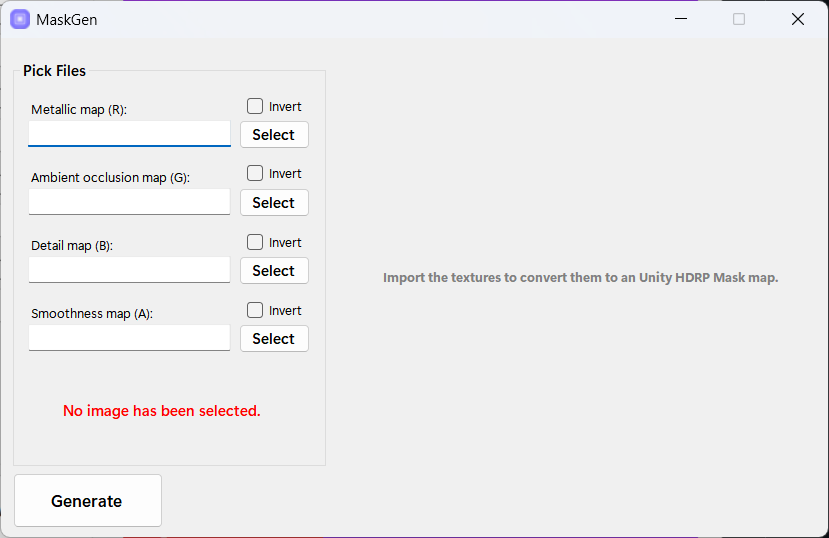 MaskGen
Pick Files
Metallic map (R):
Invert
Select
Ambient occlusion map (G):
Invert
Select
Detail map (B):
Invert
Select
Smoothness map (A):
Invert
Select
No image has been selected.
Generate
Import the textures to convert them to an Unity HDRP Mask map.